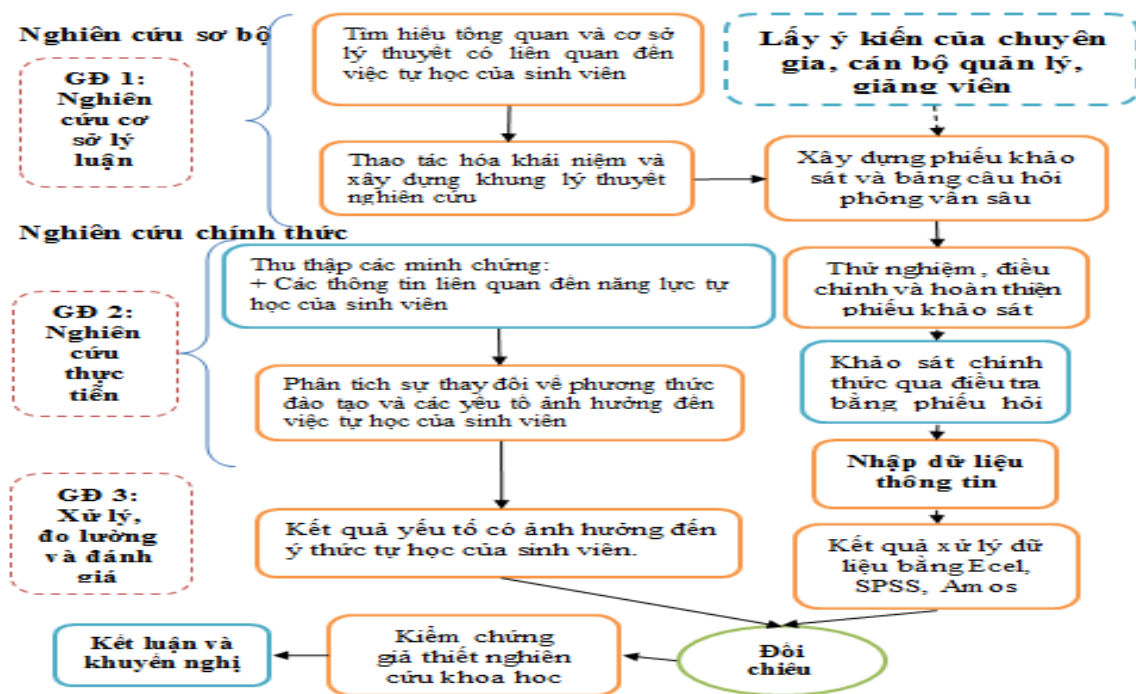 Nghiên cứu sơ bộ
GĐ 1:
Nghiên
cứu cơ
sở lý
luận
Tìm hiểu tổng quan và cơ sở
lý thuyết có liên quan đến
việc tự học của sinh viên
Lấy ý kiến của chuyên
gia, cán bộ quản lý,
giảng viên
Thao tác hóa khái niệm và
xây dựng khung lý thuyết
nghiên cứu
Xây dựng phiếu khảo
sát và bảng câu hỏi
phỏng vấn sâu
Nghiên cứu chính thức
GĐ 2:
Nghiên
cứu
thực
tiễn
Thu thập các minh chứng:
+ Các thông tin liên quan đến năng lực tự
học của sinh viên
Thử nghiệm, điều
chỉnh và hoàn thiện
phiếu khảo sát
Phân tích sự thay đổi về phương thức
đào tạo và các yếu tố ảnh hưởng đến
việc tự học của sinh viên
Khảo sát chính
thức qua điều tra
bằng phiếu hỏi
Nhập dữ liệu
thông tin
GĐ 3:
Xử lý,
đo lường
và đánh
giá
Kết quả yếu tố có ảnh hưởng đến
ý thức tự học của sinh viên.
Kết quả xử lý dữ
liệu bằng Ecel,
SPSS, Amos
Kết luận và
khuyến nghị
Kiểm chứng
giả thiết nghiên
cứu khoa học
Đối
chiếu